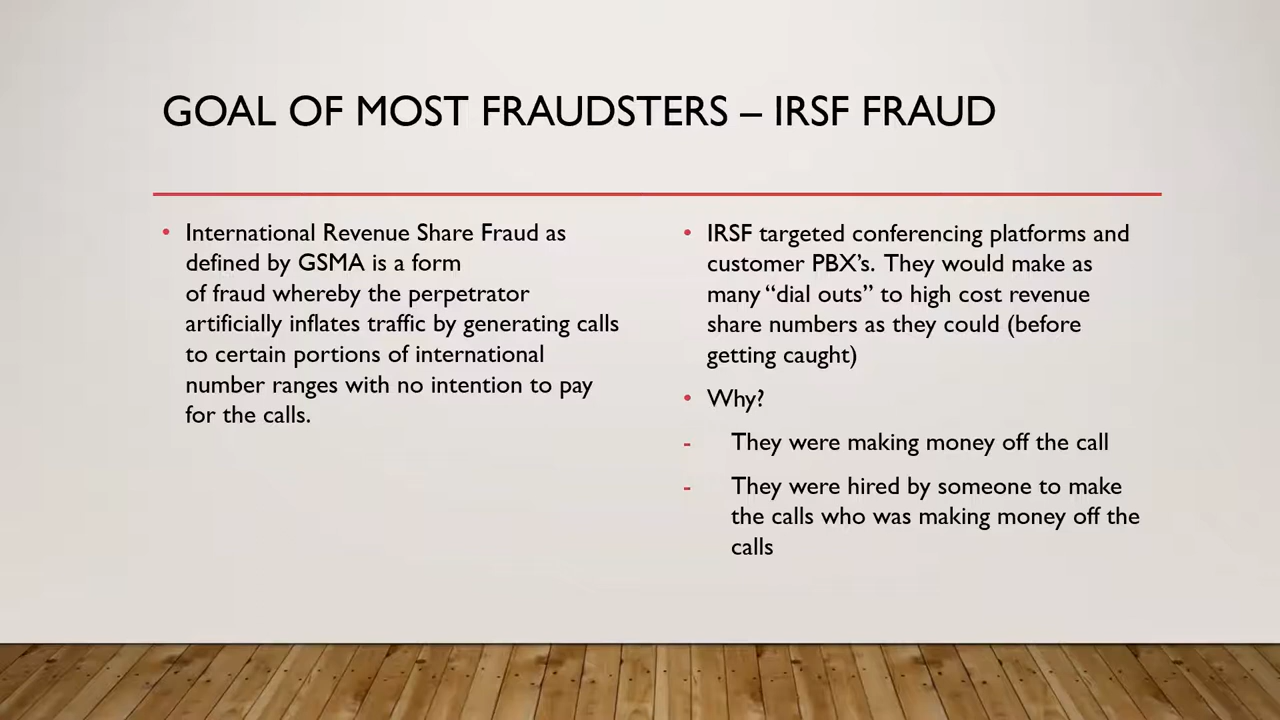 GOAL OF MOST FRAUDSTERS – IRSF FRAUD
• International Revenue Share Fraud as
defined by GSMA is a form
of fraud whereby the perpetrator
artificially inflates traffic by generating calls
to certain portions of international
number ranges with no intention to pay
for the calls.
• IRSF targeted conferencing platforms and
customer PBX’s. They would make as
many “dial outs” to high cost revenue
share numbers as they could (before
getting caught)
• Why?
- They were making money off the call
- They were hired by someone to make
the calls who was making money off the
calls